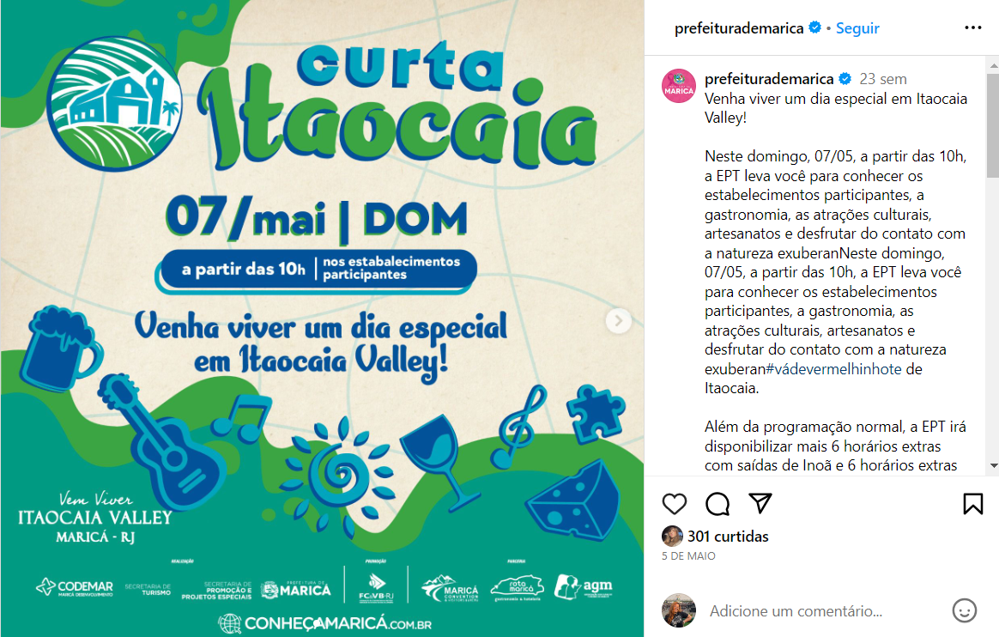 curta
Itaocaia
07/mai | DOM
a partir das 10h | nos estabalecimentos
participantes
Venha viver um dia especial
em Itaocaia Valley!
Vem Viver
ITAOCAIA VALLEY
MARICÁ - RJ
REALIZAÇÃO
PROMOÇÃO
PARCERIA
CODEMAR
MARICÁ DESENVOLVIMENTO
SECRETARIA DE
TURISMO
SECRETARIA DE
PROMOÇÃO E
PROJETOS ESPECIAIS
PREFEITURA DE
MARICÁ
FC&VB-RJ
MARICÁ
CONVENTION
& VISITORS BUREAU
rota
maricá
gastronomia & hotelaria
agm
CONHEÇAMARICÁ.COM.BR
prefeiturademarica • Seguir
prefeiturademarica 23 sem
MARICÁ
Venha viver um dia especial em Itaocaia
Valley!
Neste domingo, 07/05, a partir das 10h,
a EPT leva você para conhecer os
estabelecimentos participantes, a
gastronomia, as atrações culturais,
artesanatos e desfrutar do contato com
a natureza exuberanNeste domingo,
07/05, a partir das 10h, a EPT leva você
para conhecer os estabelecimentos
participantes, a gastronomia, as
atrações culturais, artesanatos e
desfrutar do contato com a natureza
exuberan#vádevermelhinhote de
Itaocaia.
Além da programação normal, a EPT irá
disponibilizar mais 6 horários extras
com saídas de Inoã e 6 horários extras
301 curtidas
5 DE MAIO
Adicione um comentário...